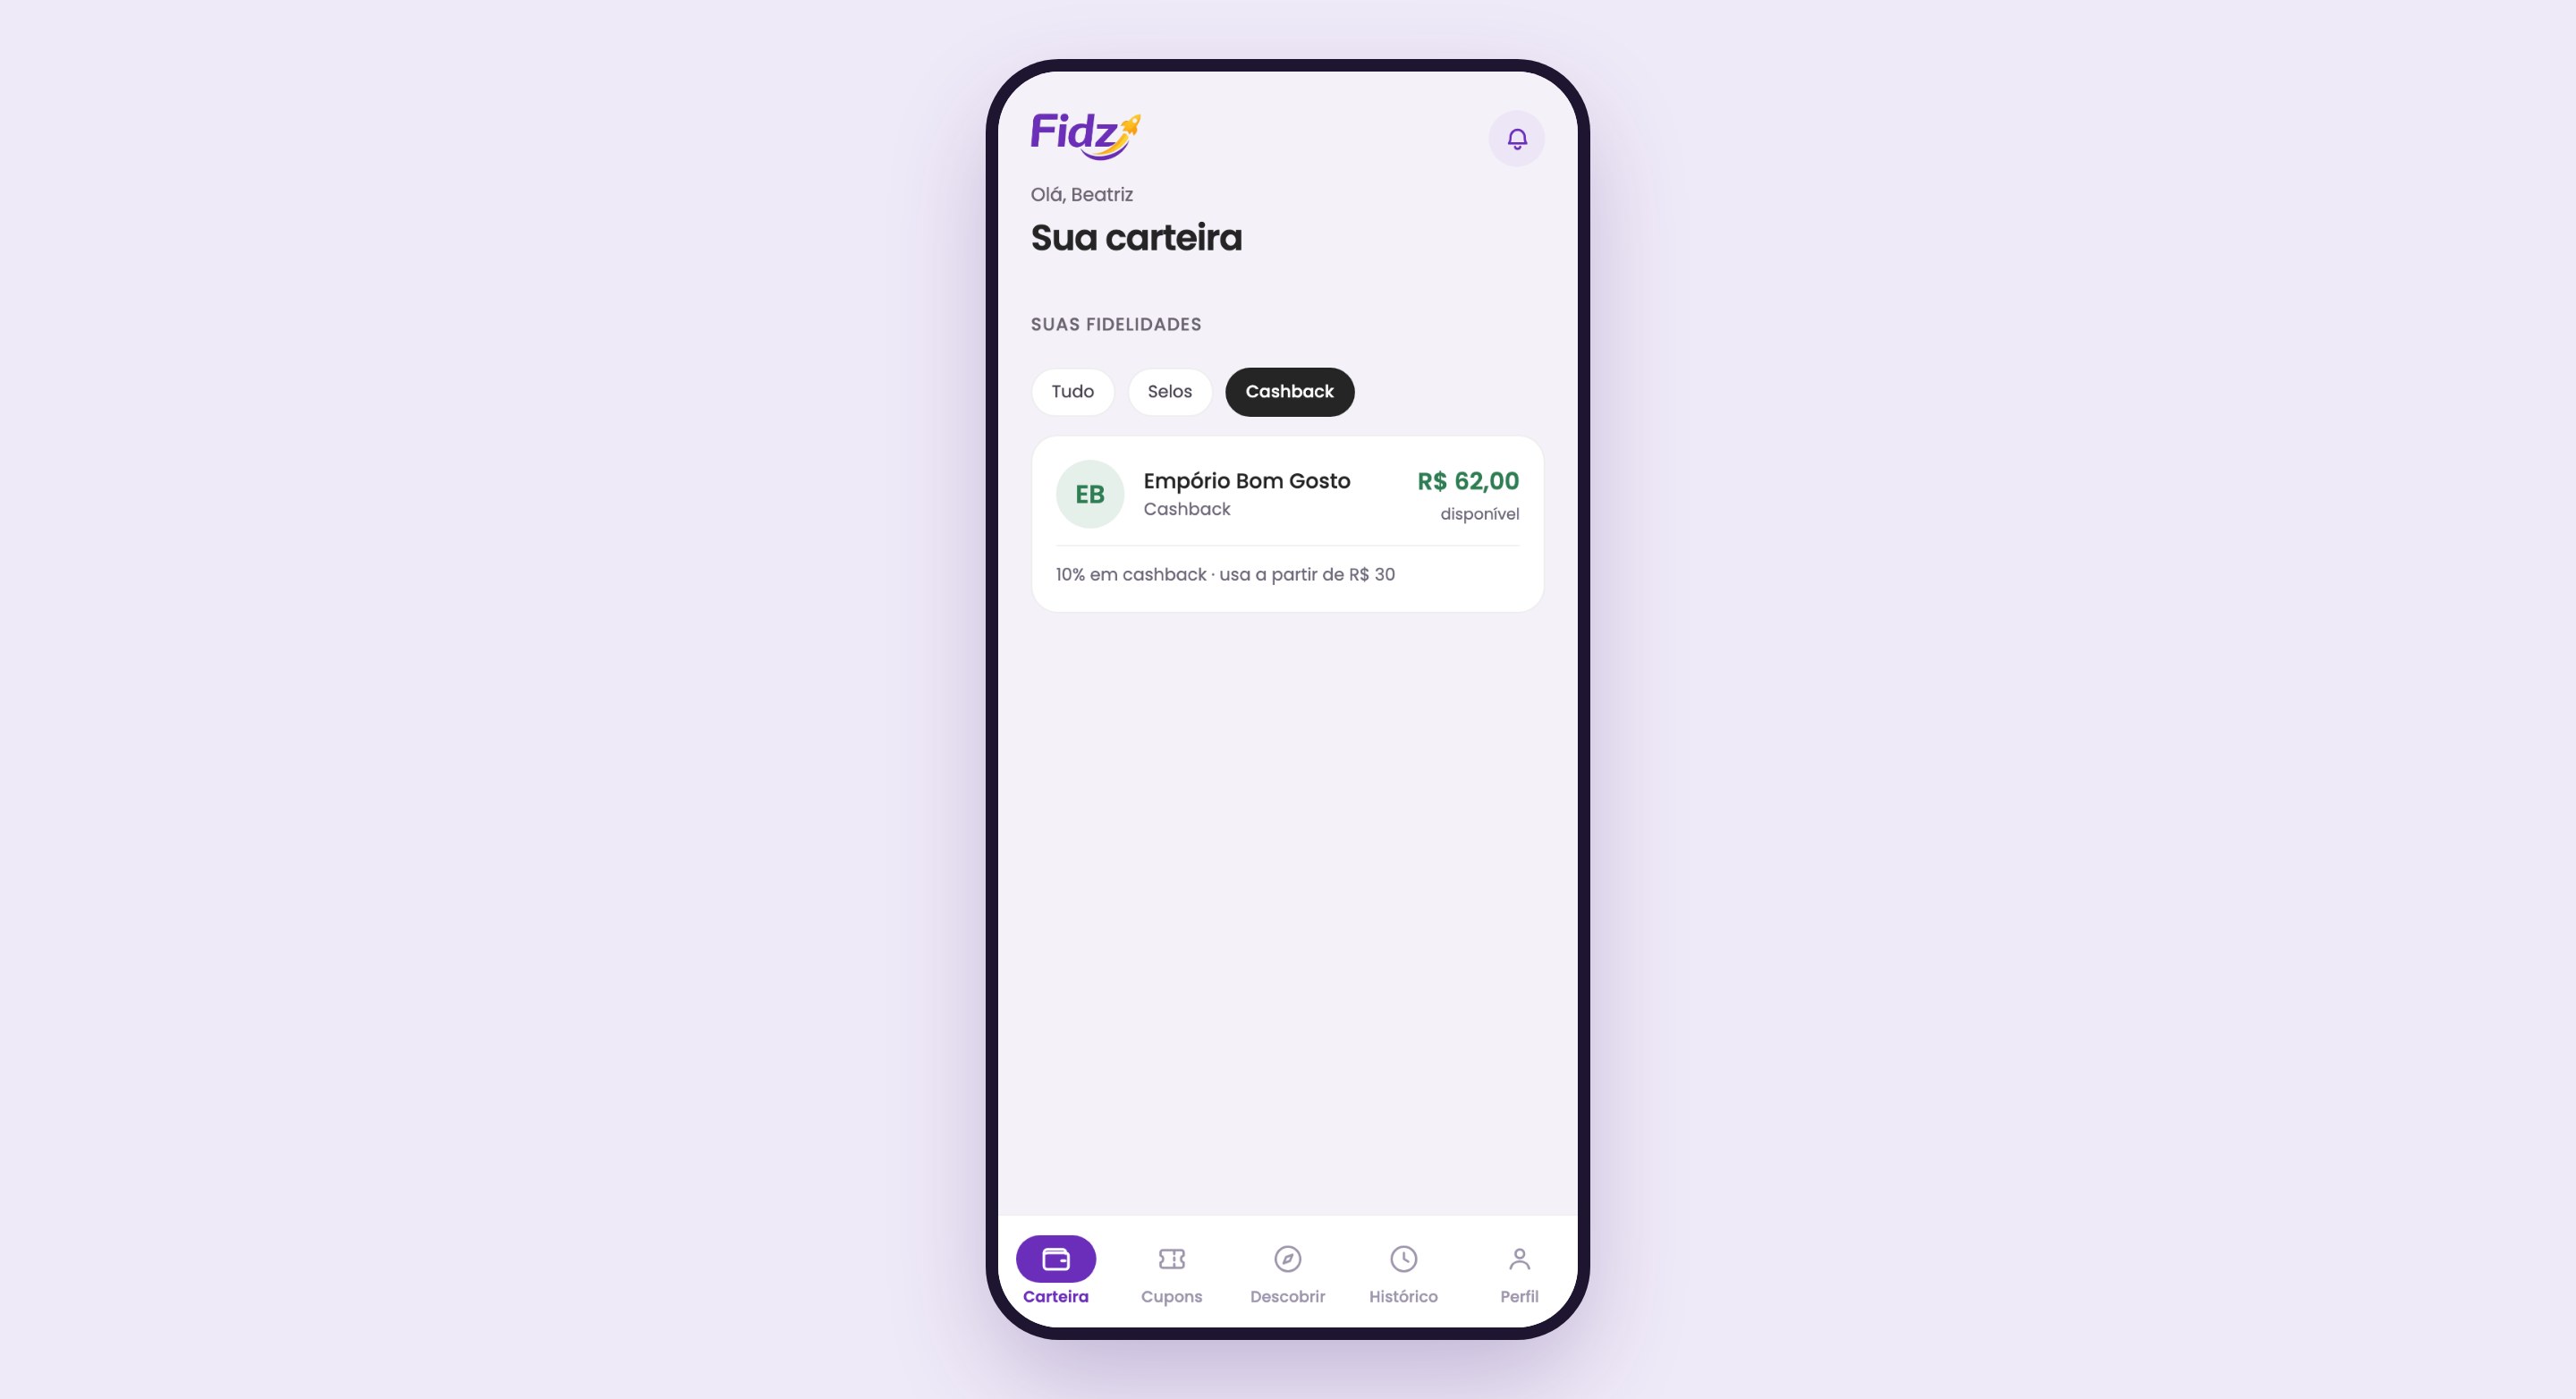 Fidz
Olá, Beatriz
Sua carteira
SUAS FIDELIDADES
Tudo
Selos
Cashback
EB
Empório Bom Gosto
Cashback
R$ 62,00
disponível
10% em cashback · usa a partir de R$ 30
Carteira
Cupons
Descobrir
Histórico
Perfil